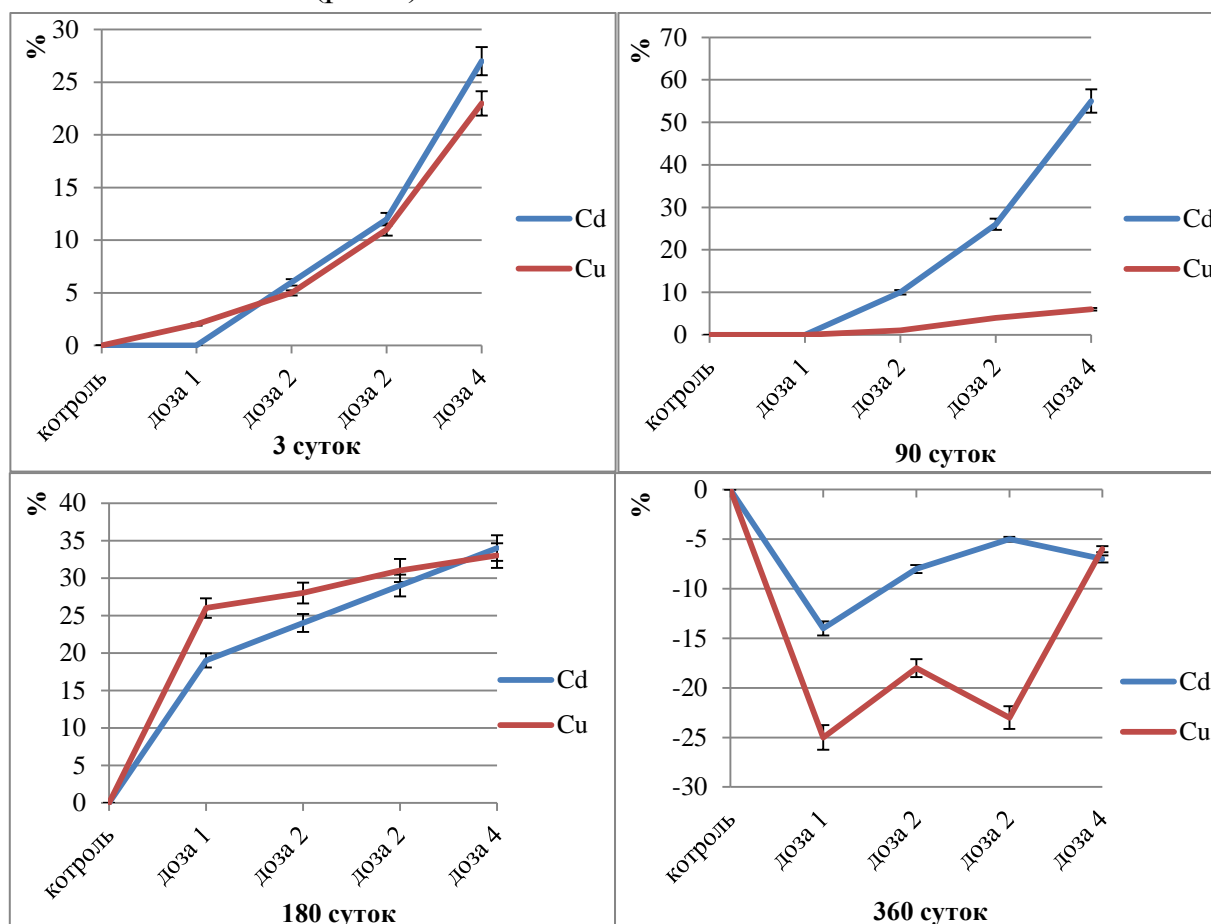 %
30
25
20
15
10
5
0
котроль
доза 1
доза 2
доза 2
доза 4
Cd
Cu
3 суток
%
70
60
50
40
30
20
10
0
котроль
доза 1
доза 2
доза 2
доза 4
Cd
Cu
90 суток
%
40
35
30
25
20
15
10
5
0
котроль
доза 1
доза 2
доза 2
доза 4
Cd
Cu
180 суток
%
0
-5
-10
-15
-20
-25
-30
котроль
доза 1
доза 2
доза 2
доза 4
Cd
Cu
360 суток